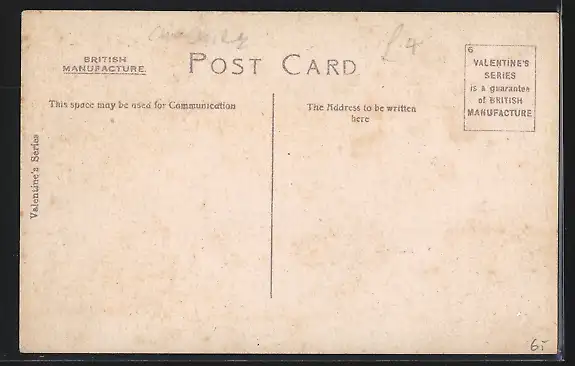 £4
BRITISH
MANUFACTURE.
POST CARD
6
VALENTINE'S
SERIES
is a guarantee
of BRITISH
MANUFACTURE
This space may be used for Communication
The Address to be written
here
Valentine's Series
6-